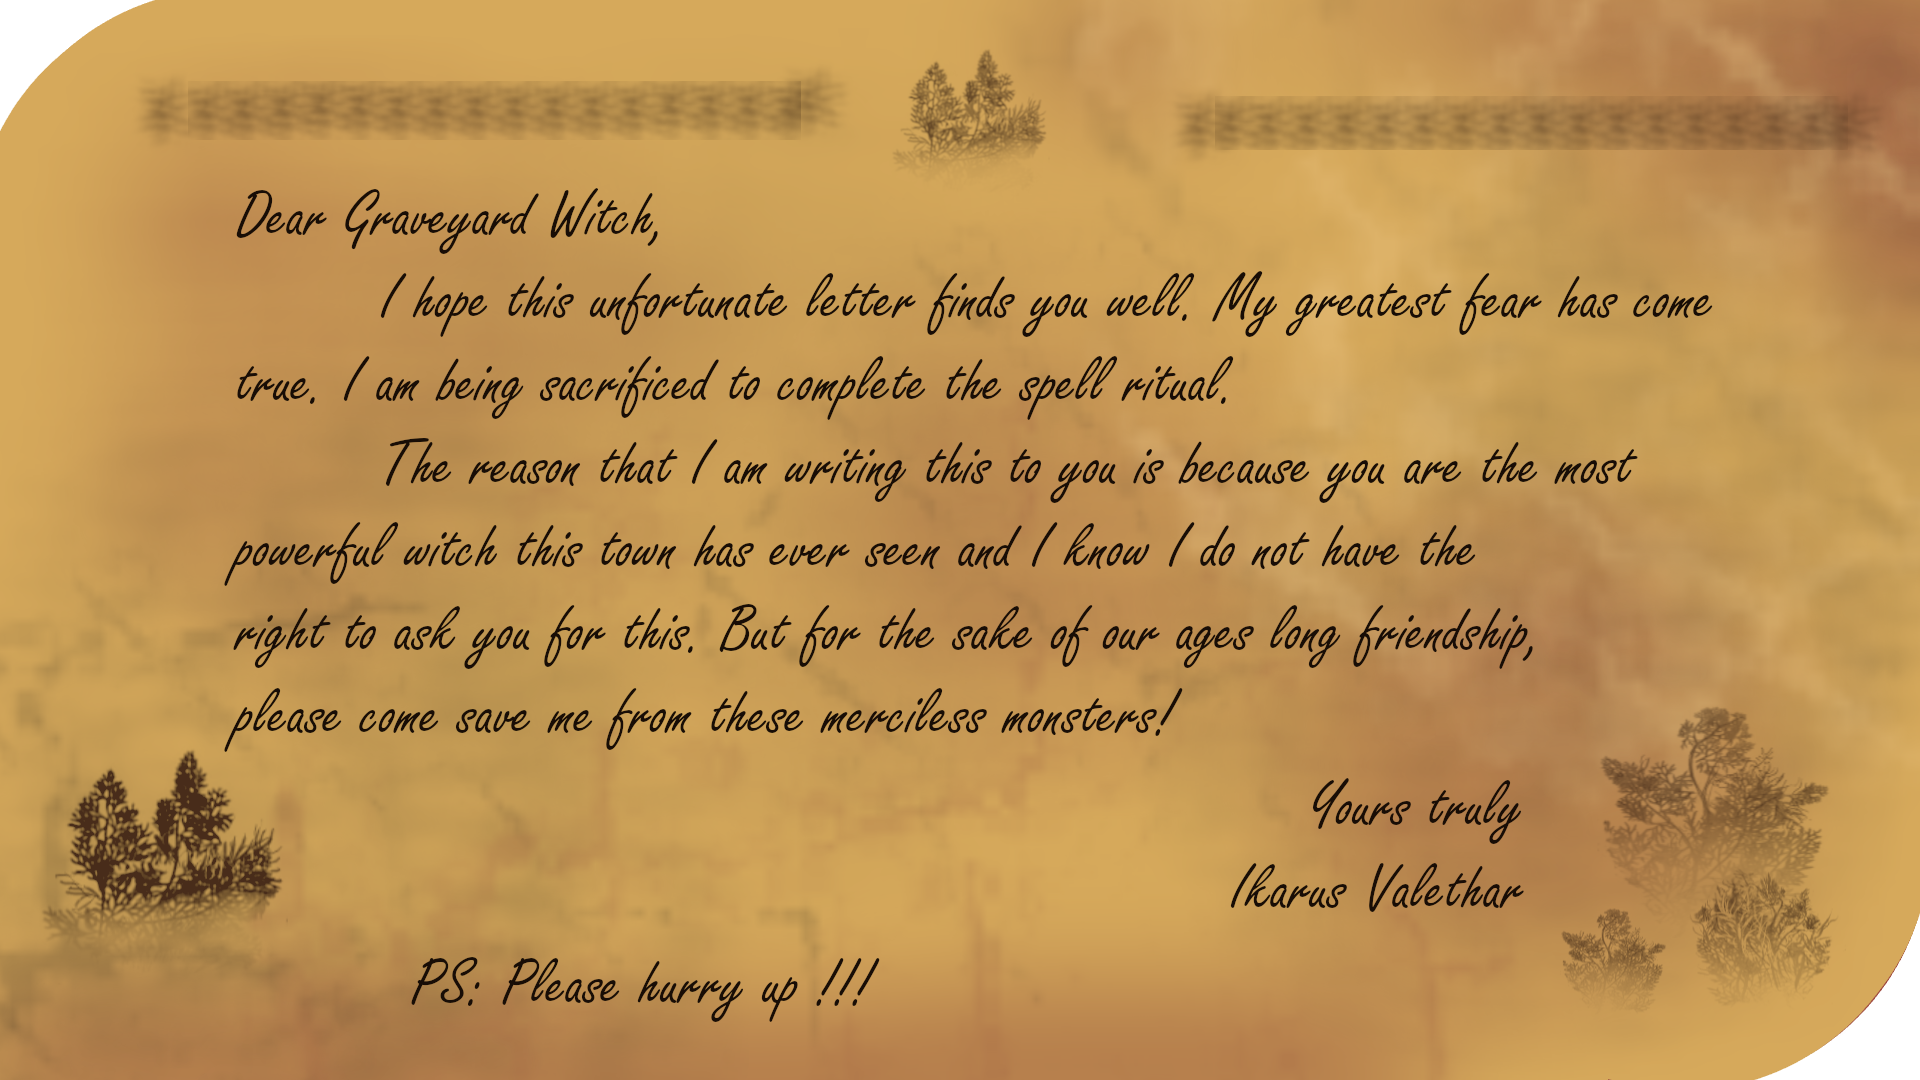 Dear Graveyard Witch,
I hope this unfortunate letter finds you well. My greatest fear has come
true. I am being sacrificed to complete the spell ritual.
The reason that I am writing this to you is because you are the most
powerful witch this town has ever seen and I know I do not have the
right to ask you for this. But for the sake of our ages long friendship,
please come save me from these merciless monsters!
Yours truly
Ikarus Valethar
PS: Please hurry up !!!